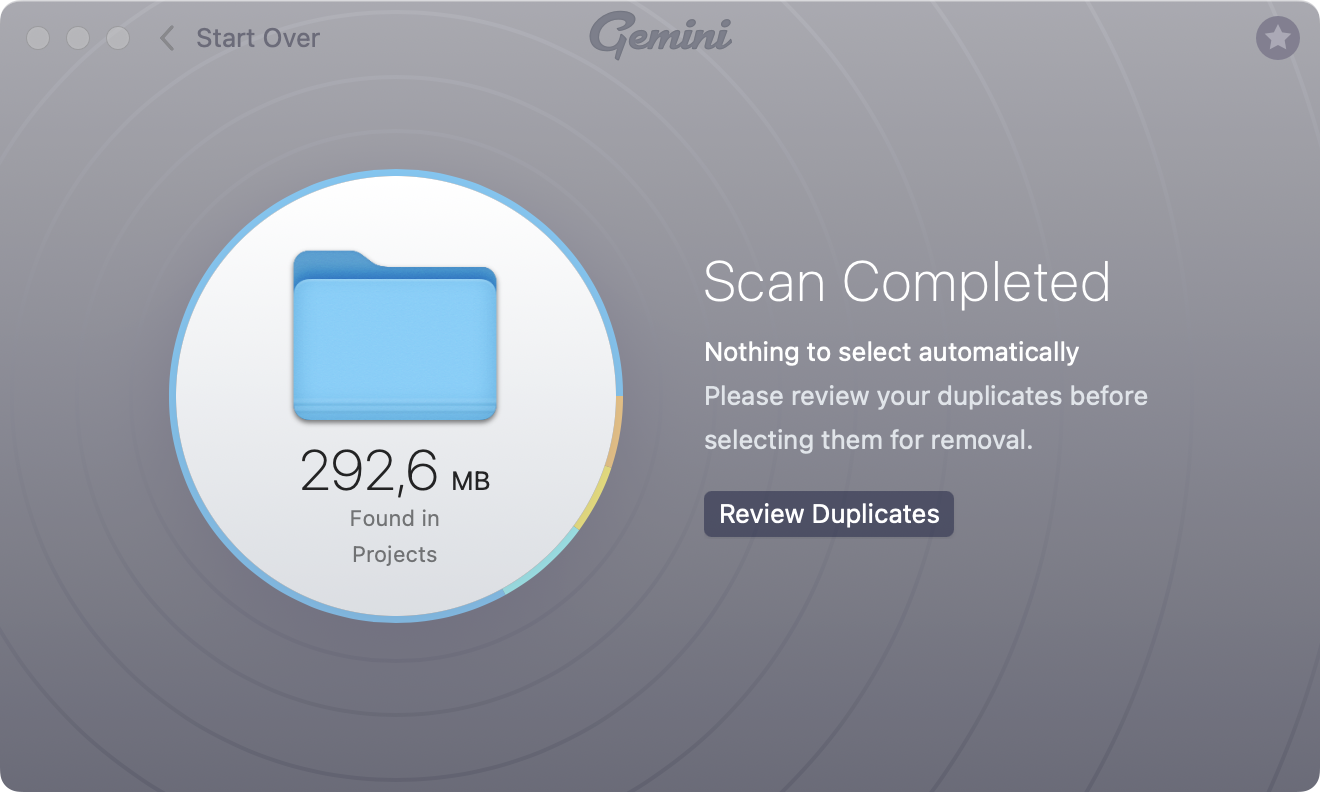 Start Over
Gemini
Scan Completed
Nothing to select automatically
Please review your duplicates before
selecting them for removal.
Review Duplicates
292,6 MB
Found in
Projects